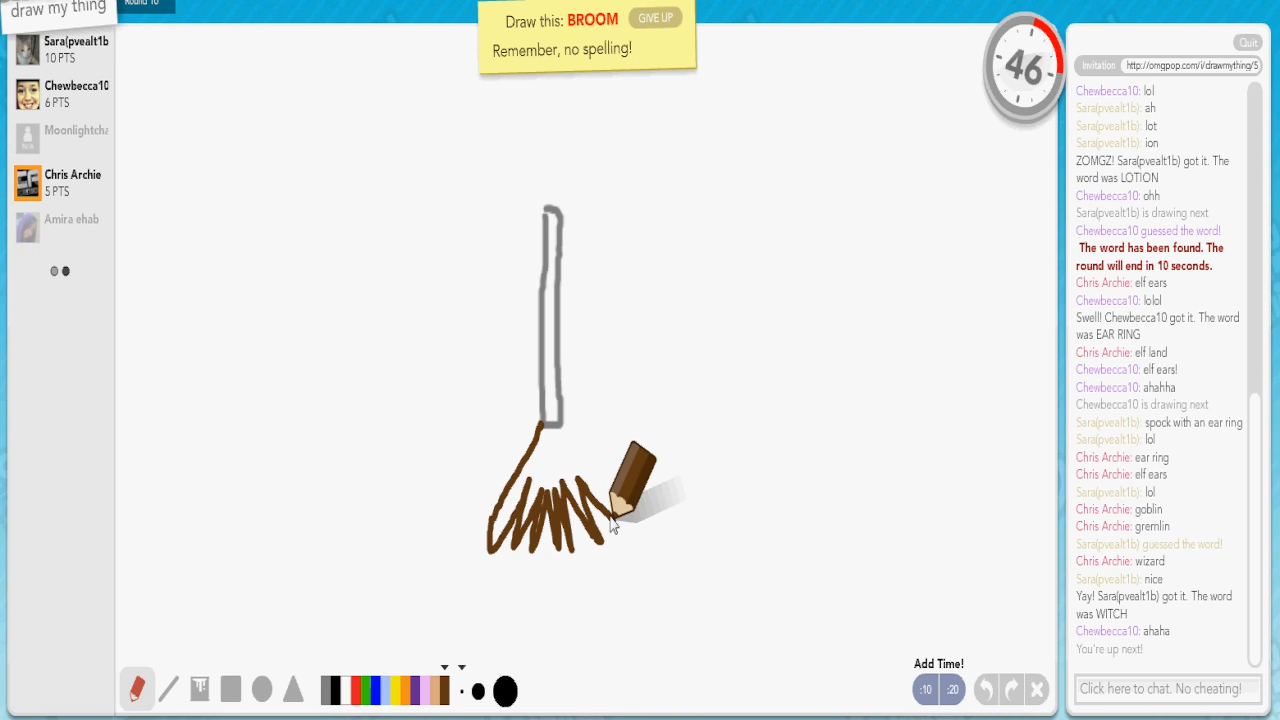 draw my thing
Round 10
Draw this: BROOM GIVE UP
Remember, no spelling!
46
Sara(pvealt1b
10 PTS
Chewbecca10
6 PTS
Moonlightcha
N/A
Chris Archie
5 PTS
Amira ehab
Quit
Invitation http://omgpop.com/i/drawmything/5
Chewbecca10: lol
Sara(pvealt1b): ah
Sara(pvealt1b): lot
Sara(pvealt1b): ion
ZOMGZ! Sara(pvealt1b) got it. The
word was LOTION
Chewbecca10: ohh
Sara(pvealt1b) is drawing next
Chewbecca10 guessed the word!
The word has been found. The
round will end in 10 seconds.
Chris Archie: elf ears
Chewbecca10: lolol
Swell! Chewbecca10 got it. The word
was EAR RING
Chris Archie: elf land
Chewbecca10: elf ears!
Chewbecca10: ahahha
Chewbecca10 is drawing next
Sara(pvealt1b): spock with an ear ring
Sara(pvealt1b): lol
Chris Archie: ear ring
Chris Archie: elf ears
Sara(pvealt1b): lol
Chris Archie: goblin
Chris Archie: gremlin
Sara(pvealt1b) guessed the word!
Chris Archie: wizard
Sara(pvealt1b): nice
Yay! Sara(pvealt1b) got it. The word
was WITCH
Chewbecca10: ahaha
You're up next!
Add Time!
:10 :20
Click here to chat. No cheating!